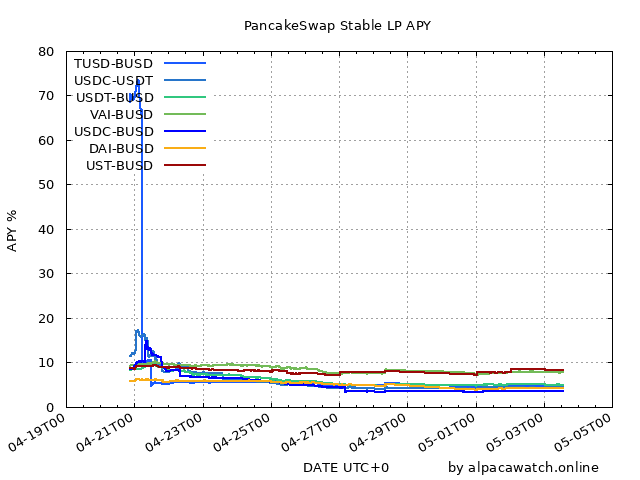 PancakeSwap Stable LP APY
80
70
60
50
40
30
20
10
0
APY %
TUSD-BUSD
USDC-USDT
USDT-BUSD
VAI-BUSD
USDC-BUSD
DAI-BUSD
UST-BUSD
04-19T00
04-21T00
04-23T00
04-25T00
04-27T00
04-29T00
05-01T00
05-03T00
05-05T00
DATE UTC+0
by alpacawatch.online